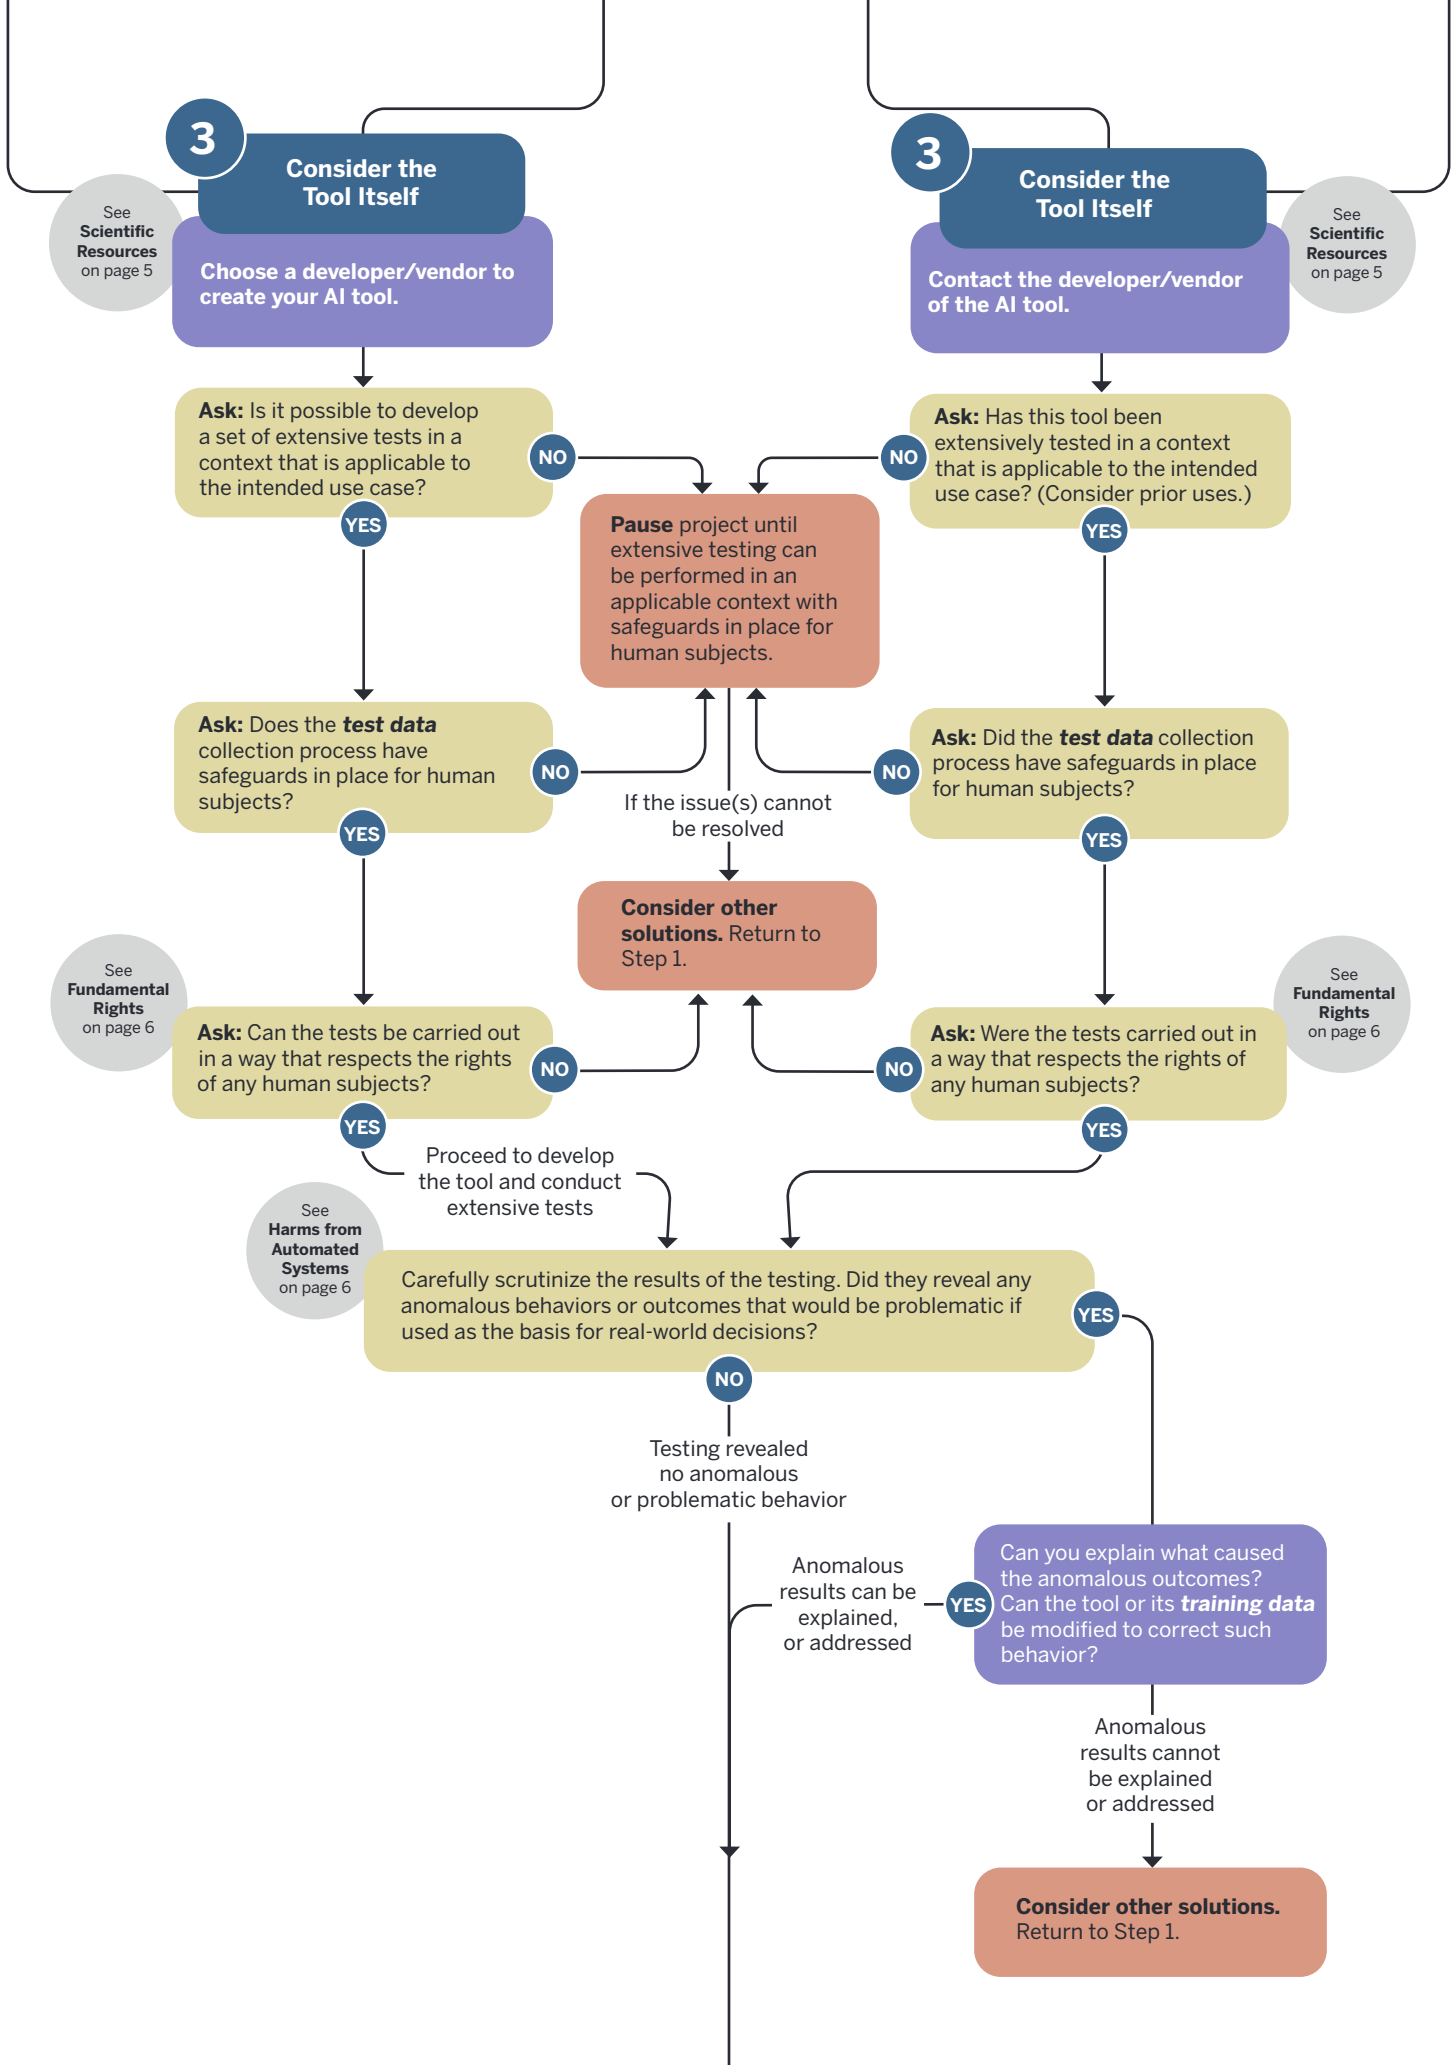 3
Consider the
Tool Itself
See
Scientific
Resources
on page 5
Choose a developer/vendor to
create your AI tool.
3
Consider the
Tool Itself
See
Scientific
Resources
on page 5
Contact the developer/vendor
of the AI tool.
Ask: Is it possible to develop
a set of extensive tests in a
context that is applicable to
the intended use case?
NO
YES
Ask: Has this tool been
extensively tested in a context
that is applicable to the intended
use case? (Consider prior uses.)
NO
YES
Pause project until
extensive testing can
be performed in an
applicable context with
safeguards in place for
human subjects.
Ask: Does the test data
collection process have
safeguards in place for human
subjects?
NO
YES
Ask: Did the test data collection
process have safeguards in place
for human subjects?
NO
YES
If the issue(s) cannot
be resolved
Consider other
solutions. Return to
Step 1.
See
Fundamental
Rights
on page 6
Ask: Can the tests be carried out
in a way that respects the rights
of any human subjects?
NO
YES
See
Fundamental
Rights
on page 6
Ask: Were the tests carried out in
a way that respects the rights of
any human subjects?
NO
YES
Proceed to develop
the tool and conduct
extensive tests
See
Harms from
Automated
Systems
on page 6
Carefully scrutinize the results of the testing. Did they reveal any
anomalous behaviors or outcomes that would be problematic if
used as the basis for real-world decisions?
YES
NO
Testing revealed
no anomalous
or problematic behavior
Can you explain what caused
the anomalous outcomes?
Can the tool or its training data
be modified to correct such
behavior?
YES
Anomalous
results can be
explained,
or addressed
Anomalous
results cannot
be explained
or addressed
Consider other solutions.
Return to Step 1.